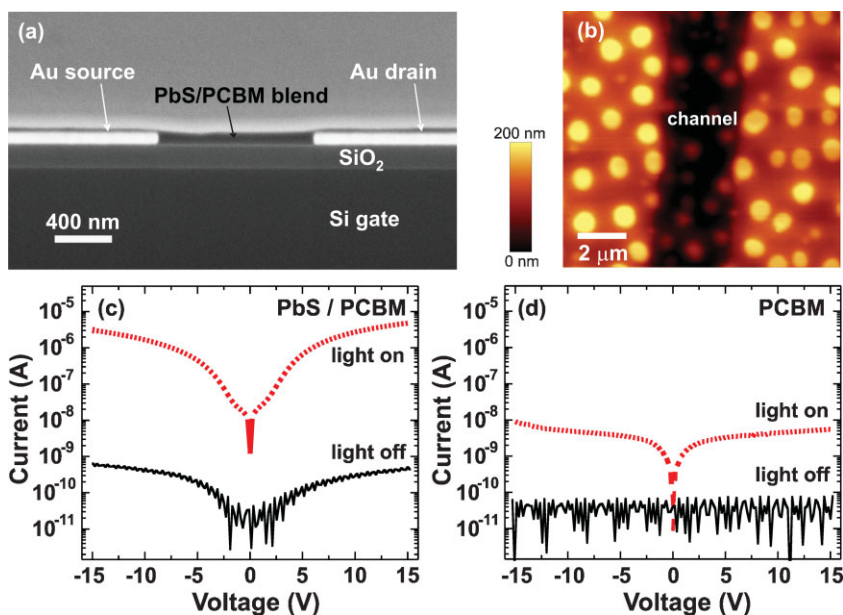 (a)
Au source
Au drain
PbS/PCBM blend
SiO₂
Si gate
400 nm
(b)
channel
200 nm
0 nm
2 μm
(c)
PbS / PCBM
light on
light off
Current (A)
10⁻⁵
10⁻⁶
10⁻⁷
10⁻⁸
10⁻⁹
10⁻¹⁰
10⁻¹¹
-15 -10 -5 0 5 10 15
Voltage (V)
(d)
PCBM
light on
light off
Current (A)
10⁻⁵
10⁻⁶
10⁻⁷
10⁻⁸
10⁻⁹
10⁻¹⁰
10⁻¹¹
-15 -10 -5 0 5 10 15
Voltage (V)